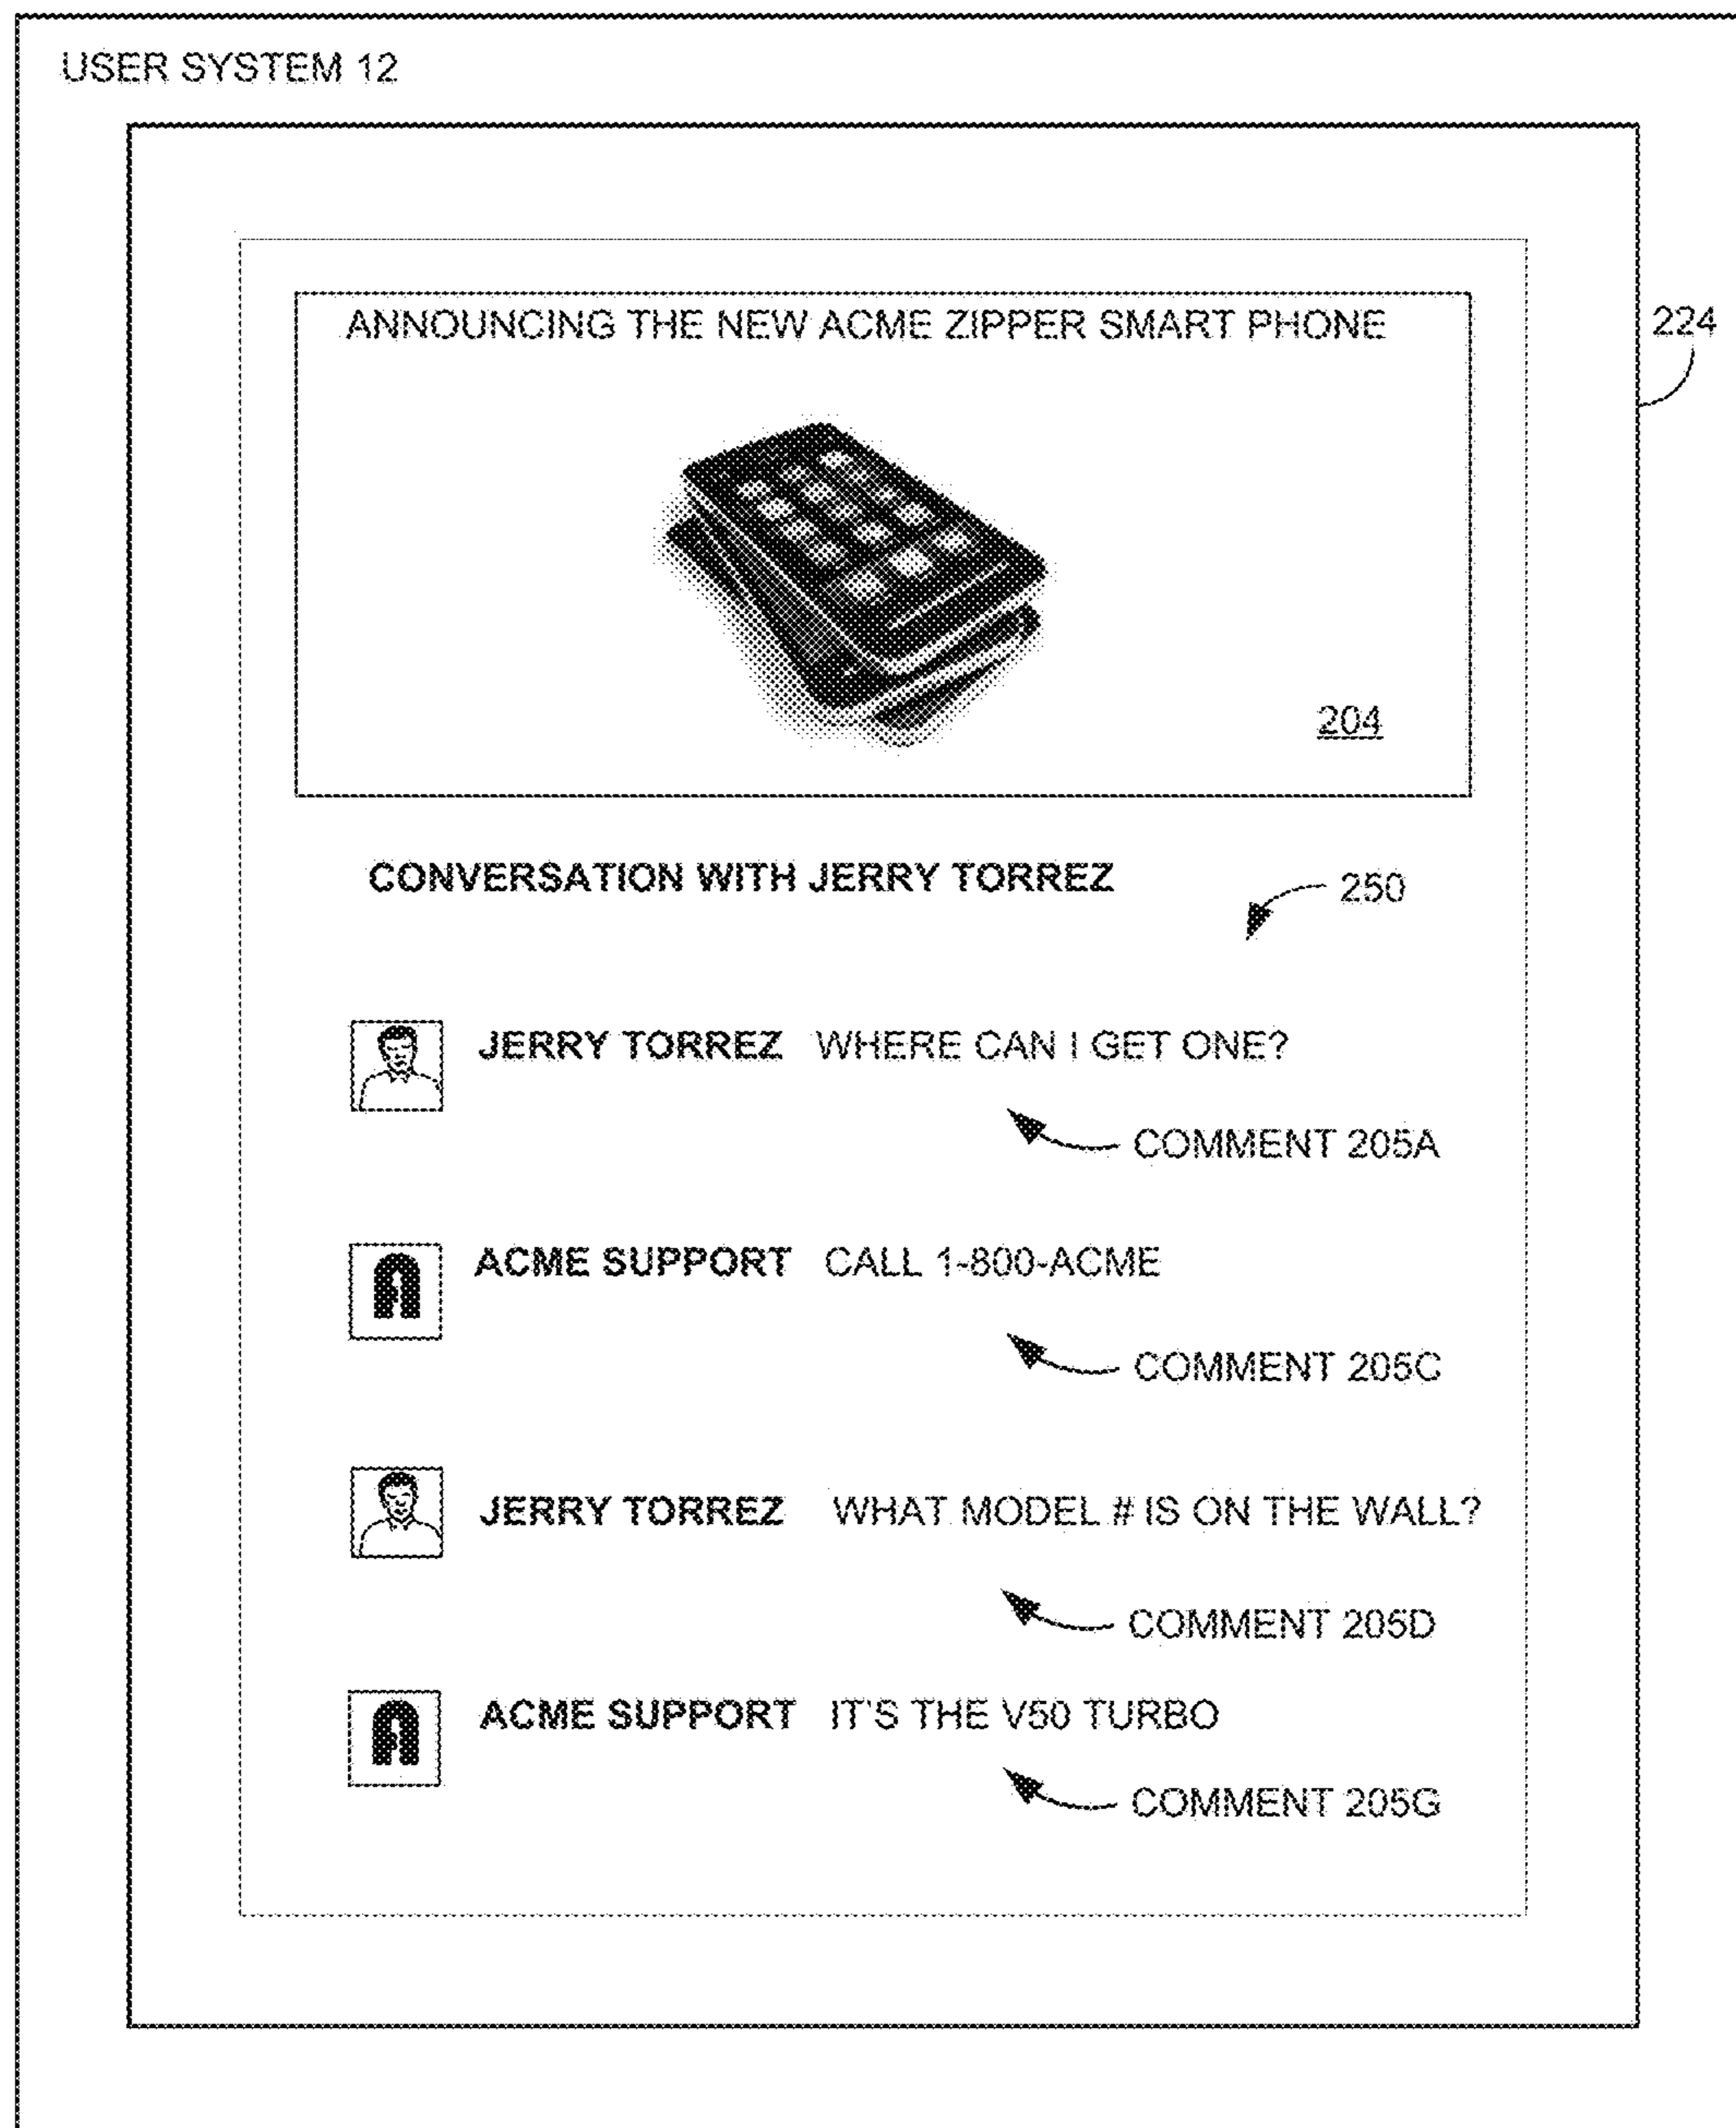 USER SYSTEM 12
ANNOUNCING THE NEW ACME ZIPPER SMART PHONE
224
204
CONVERSATION WITH JERRY TORREZ
250
JERRY TORREZ WHERE CAN I GET ONE?
COMMENT 205A
ACME SUPPORT CALL 1-800-ACME
COMMENT 205C
JERRY TORREZ WHAT MODEL # IS ON THE WALL?
COMMENT 205D
ACME SUPPORT IT'S THE V50 TURBO
COMMENT 205G